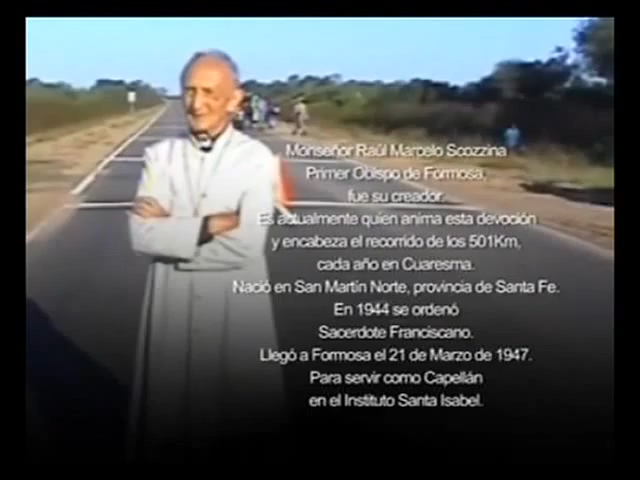 Monseñor Raúl Marcelo Scozzina
Primer Obispo de Formosa,
fue su creador.
Es actualmente quien anima esta devoción
y encabeza el recorrido de los 501Km,
cada año en Cuaresma.
Nació en San Martín Norte, provincia de Santa Fe.
En 1944 se ordenó
Sacerdote Franciscano.
Llegó a Formosa el 21 de Marzo de 1947.
Para servir como Capellán
en el Instituto Santa Isabel.